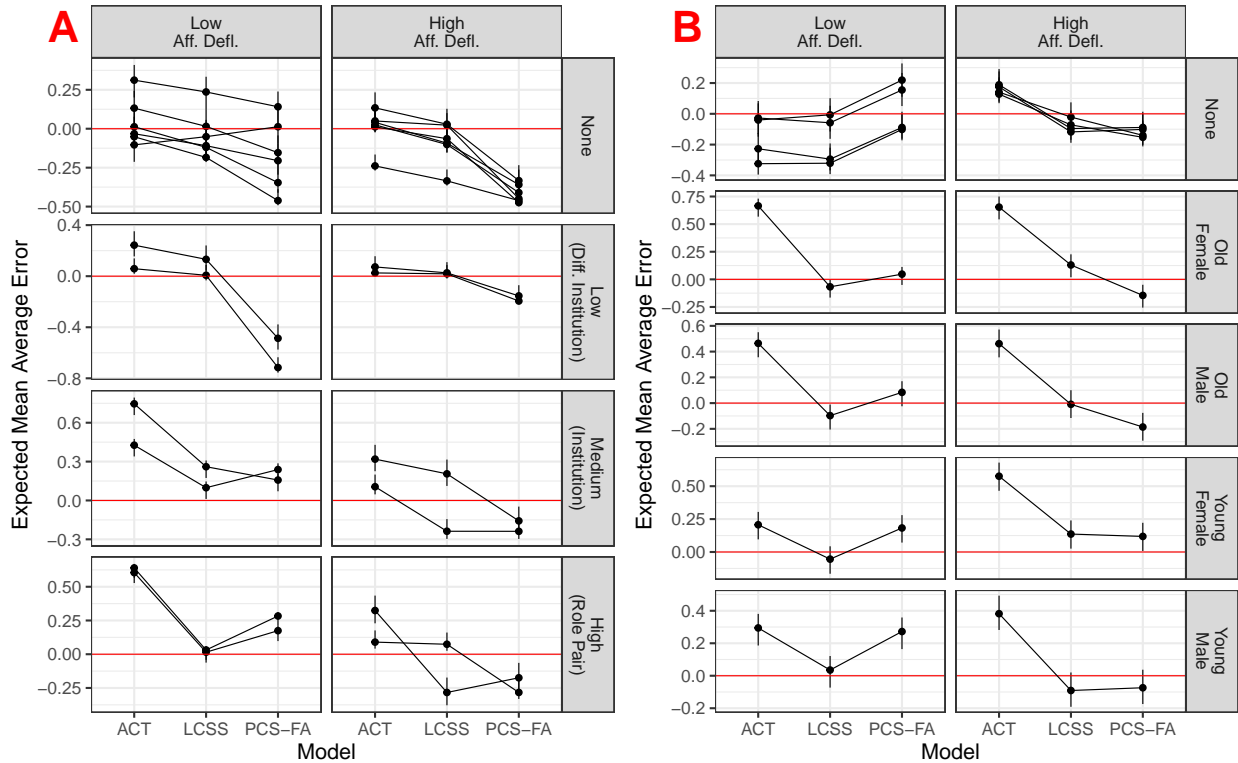 A
Low
Aff. Defl.
High
Aff. Defl.
Expected Mean Average Error
0.25
0.00
−0.25
−0.50
None
0.4
0.0
−0.4
−0.8
Low
(Diff. Institution)
0.6
0.3
0.0
−0.3
Medium
(Institution)
0.50
0.25
0.00
−0.25
High
(Role Pair)
ACT LCSS PCS−FA
ACT LCSS PCS−FA
Model
B
Low
Aff. Defl.
High
Aff. Defl.
Expected Mean Average Error
0.2
0.0
−0.2
−0.4
None
0.75
0.50
0.25
0.00
−0.25
Old
Female
0.6
0.4
0.2
0.0
−0.2
Old
Male
0.50
0.25
0.00
Young
Female
0.4
0.2
0.0
−0.2
Young
Male
ACT LCSS PCS−FA
ACT LCSS PCS−FA
Model